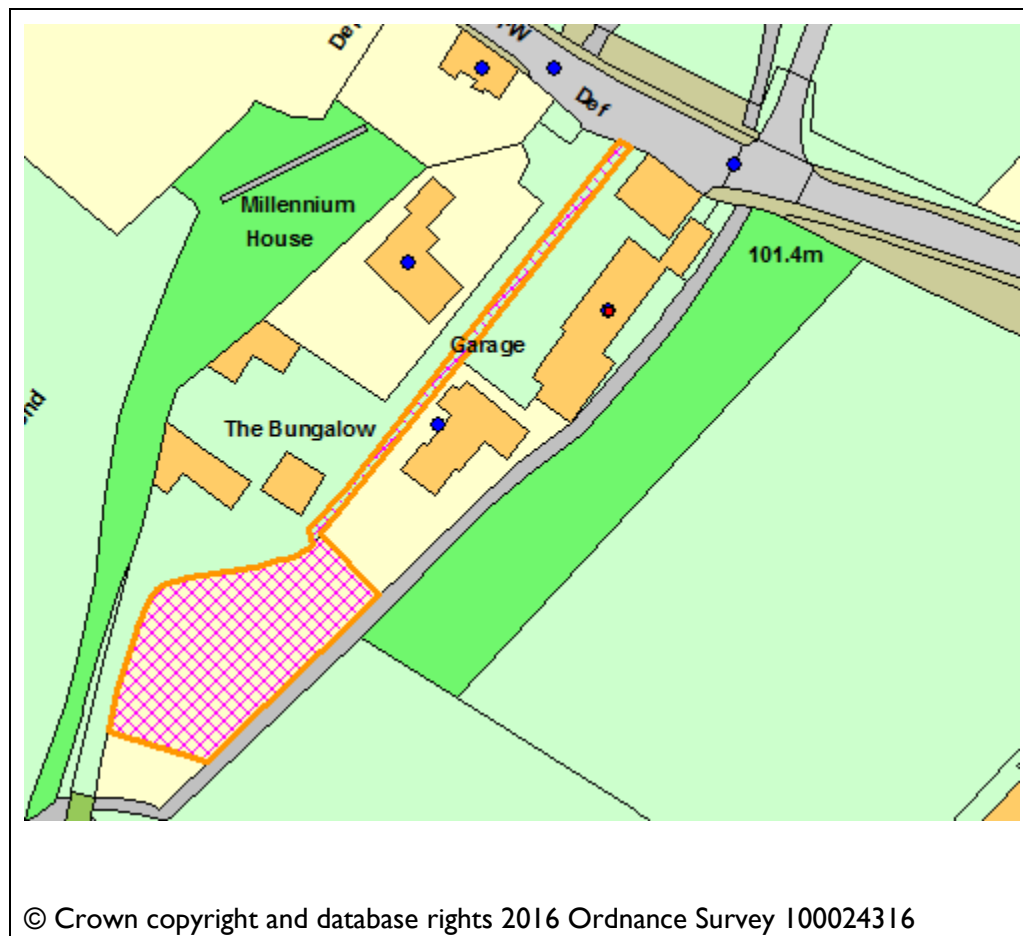 Def
Millennium
House
101.4m
Garage
The Bungalow
© Crown copyright and database rights 2016 Ordnance Survey 100024316